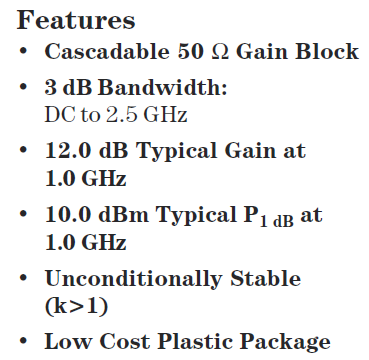 Features
• Cascadable 50 Ω Gain Block
• 3 dB Bandwidth:
DC to 2.5 GHz
• 12.0 dB Typical Gain at
1.0 GHz
• 10.0 dBm Typical P1 dB at
1.0 GHz
• Unconditionally Stable
(k>1)
• Low Cost Plastic Package